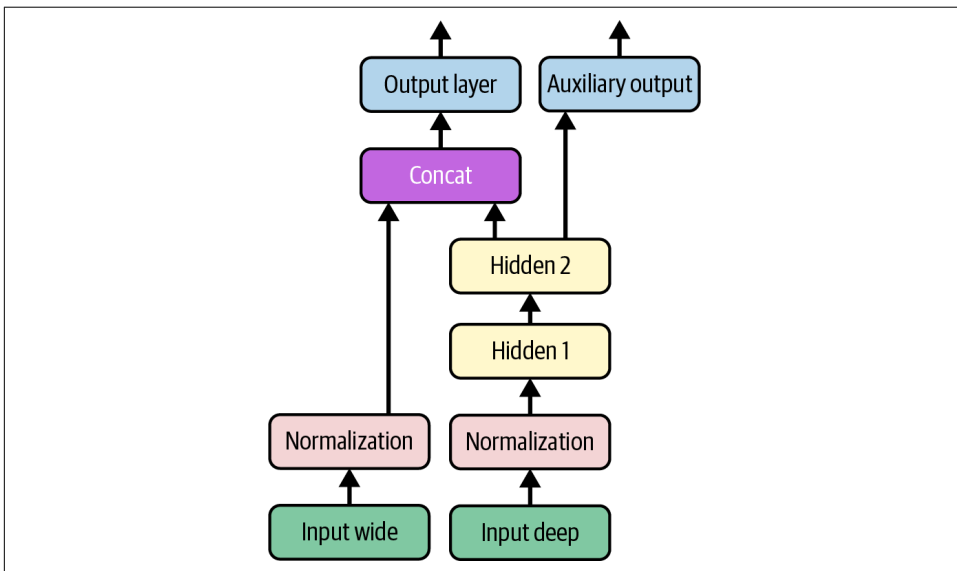 Output layer
Auxiliary output
Concat
Hidden 2
Hidden 1
Normalization
Normalization
Input wide
Input deep